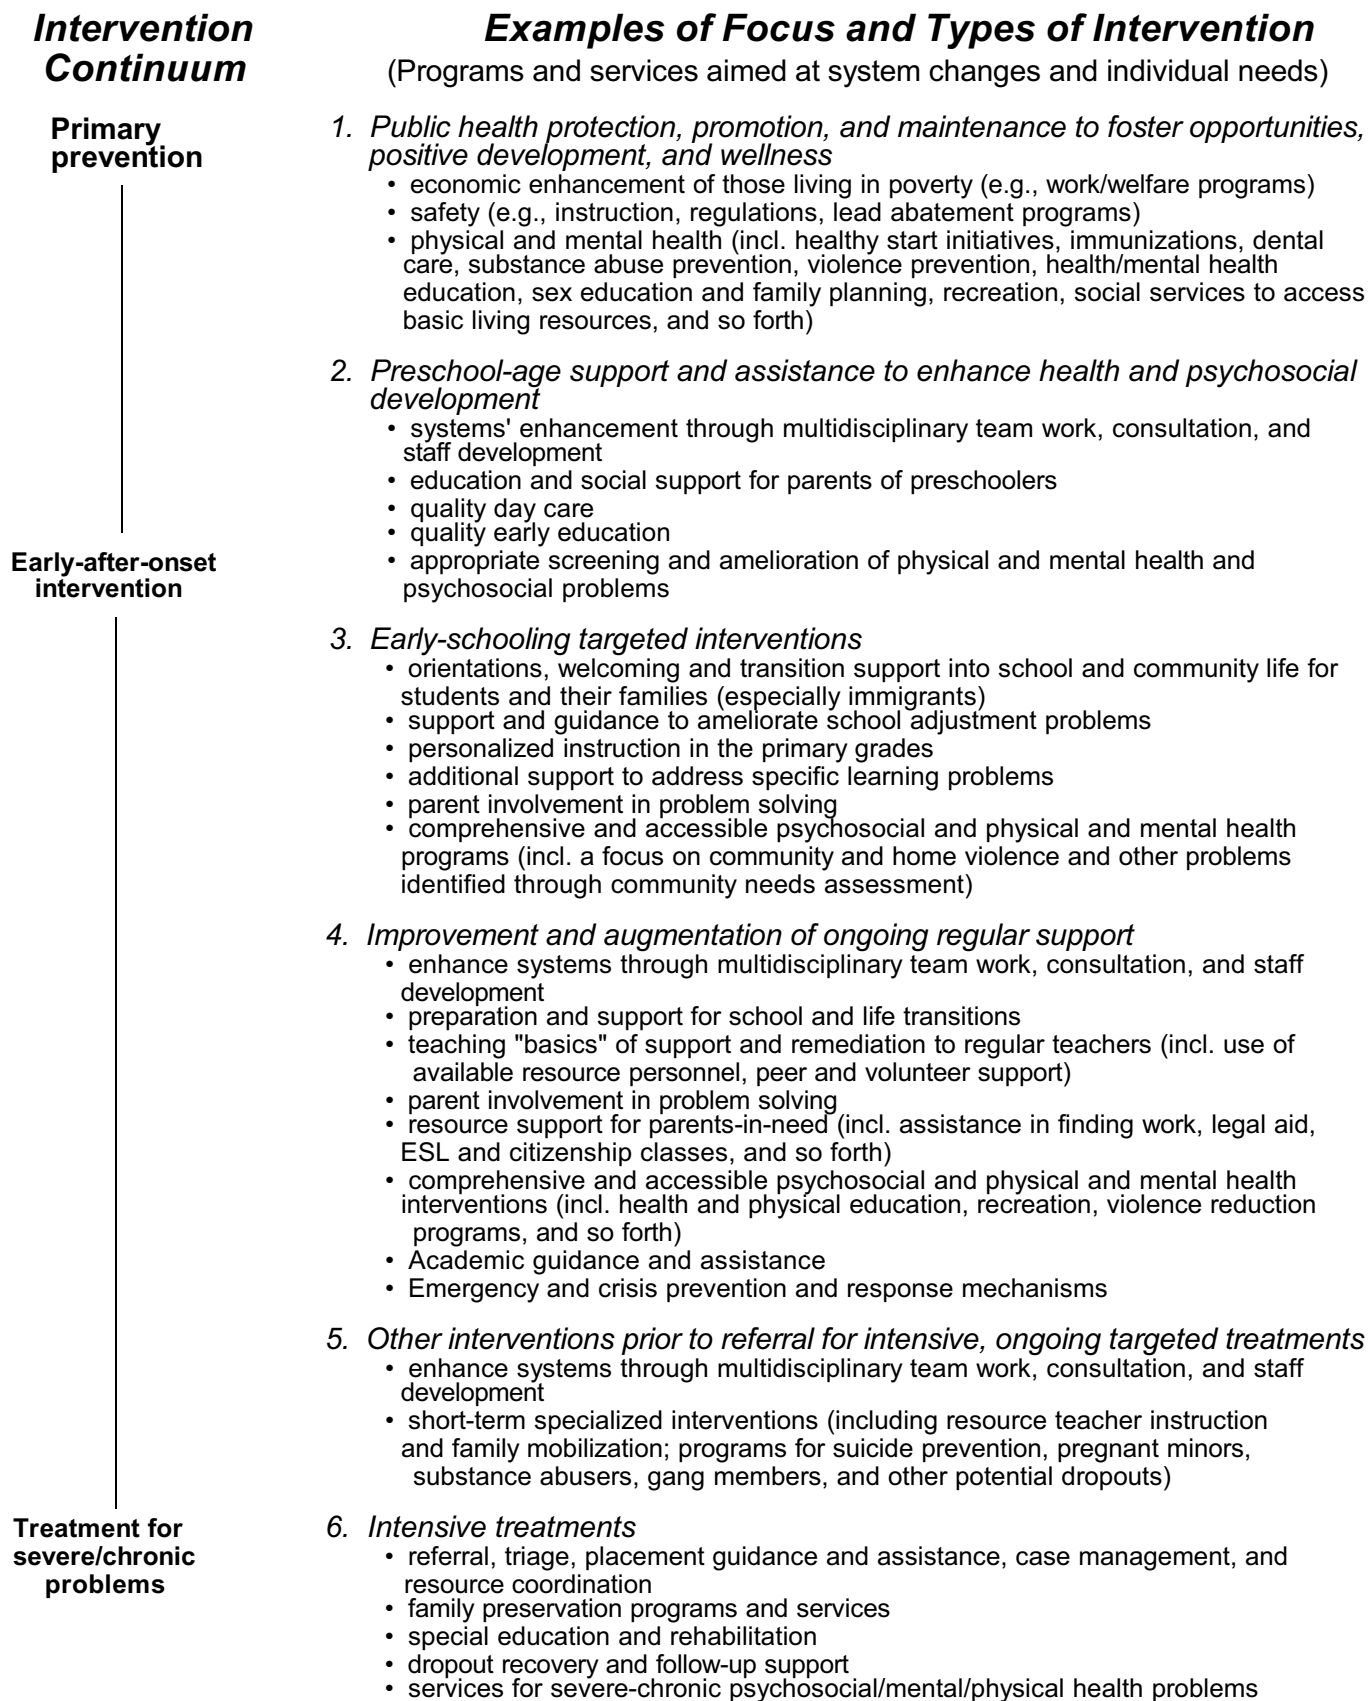 Intervention
Continuum
Examples of Focus and Types of Intervention
(Programs and services aimed at system changes and individual needs)
Primary
prevention
1. Public health protection, promotion, and maintenance to foster opportunities,
positive development, and wellness
• economic enhancement of those living in poverty (e.g., work/welfare programs)
• safety (e.g., instruction, regulations, lead abatement programs)
• physical and mental health (incl. healthy start initiatives, immunizations, dental
care, substance abuse prevention, violence prevention, health/mental health
education, sex education and family planning, recreation, social services to access
basic living resources, and so forth)
2. Preschool-age support and assistance to enhance health and psychosocial
development
• systems' enhancement through multidisciplinary team work, consultation, and
staff development
• education and social support for parents of preschoolers
• quality day care
• quality early education
Early-after-onset
intervention
• appropriate screening and amelioration of physical and mental health and
psychosocial problems
3. Early-schooling targeted interventions
• orientations, welcoming and transition support into school and community life for
students and their families (especially immigrants)
• support and guidance to ameliorate school adjustment problems
• personalized instruction in the primary grades
• additional support to address specific learning problems
• parent involvement in problem solving
• comprehensive and accessible psychosocial and physical and mental health
programs (incl. a focus on community and home violence and other problems
identified through community needs assessment)
4. Improvement and augmentation of ongoing regular support
• enhance systems through multidisciplinary team work, consultation, and staff
development
• preparation and support for school and life transitions
• teaching "basics" of support and remediation to regular teachers (incl. use of
available resource personnel, peer and volunteer support)
• parent involvement in problem solving
• resource support for parents-in-need (incl. assistance in finding work, legal aid,
ESL and citizenship classes, and so forth)
• comprehensive and accessible psychosocial and physical and mental health
interventions (incl. health and physical education, recreation, violence reduction
programs, and so forth)
• Academic guidance and assistance
• Emergency and crisis prevention and response mechanisms
5. Other interventions prior to referral for intensive, ongoing targeted treatments
• enhance systems through multidisciplinary team work, consultation, and staff
development
• short-term specialized interventions (including resource teacher instruction
and family mobilization; programs for suicide prevention, pregnant minors,
substance abusers, gang members, and other potential dropouts)
Treatment for
severe/chronic
problems
6. Intensive treatments
• referral, triage, placement guidance and assistance, case management, and
resource coordination
• family preservation programs and services
• special education and rehabilitation
• dropout recovery and follow-up support
• services for severe-chronic psychosocial/mental/physical health problems